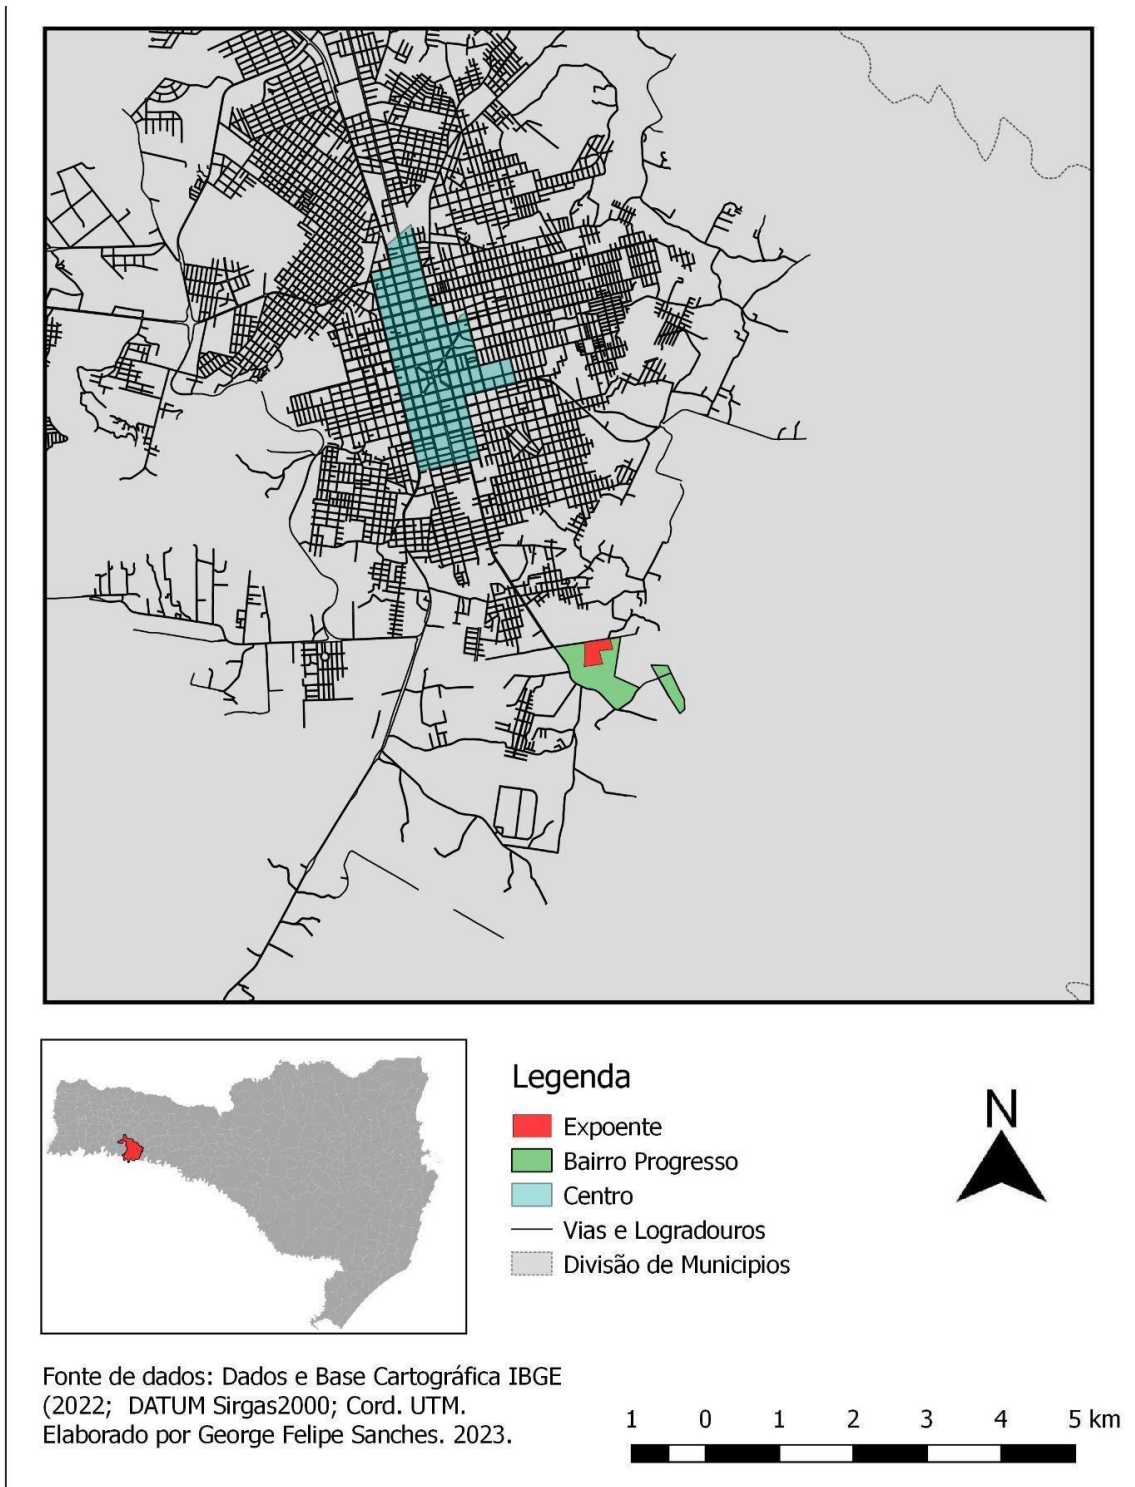 Legenda
Expoente
Bairro Progresso
Centro
Vias e Logradouros
Divisão de Municipios
N
Fonte de dados: Dados e Base Cartográfica IBGE
(2022; DATUM Sirgas2000; Cord. UTM.
Elaborado por George Felipe Sanches. 2023.
1 0 1 2 3 4 5 km